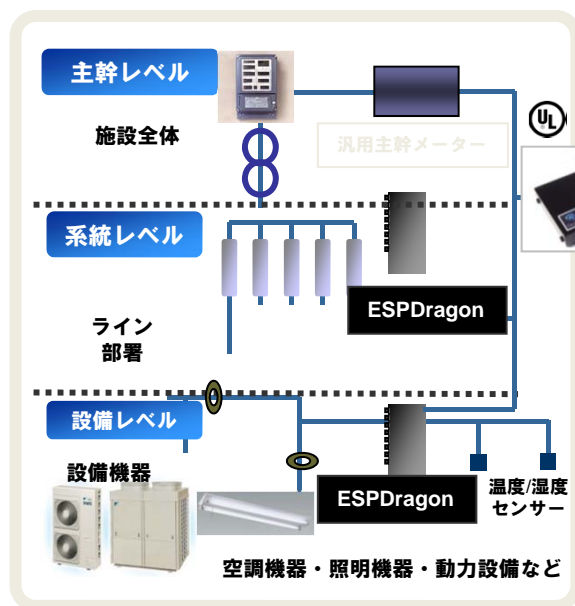 主幹レベル
施設全体
汎用主幹メーター
UL
系統レベル
ESPDragon
ライン
部署
設備レベル
設備機器
ESPDragon
温度/湿度
センサー
空調機器・照明機器・動力設備など